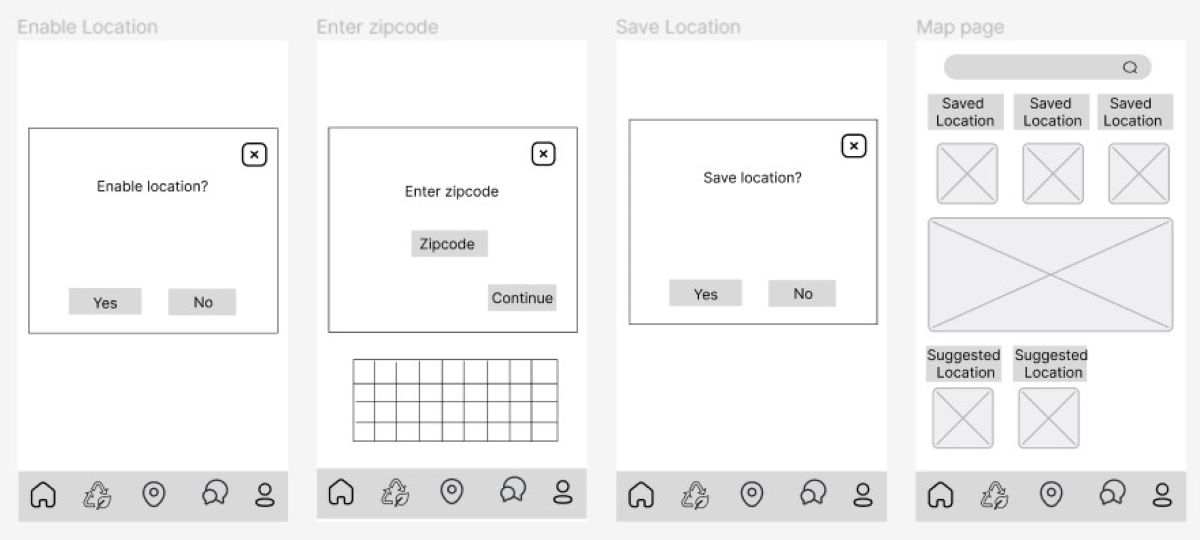 Enable Location
Enable location?
Yes No
Enter zipcode
Enter zipcode
Zipcode
Continue
Save Location
Save location?
Yes No
Map page
Saved Location
Saved Location
Saved Location
Suggested Location
Suggested Location